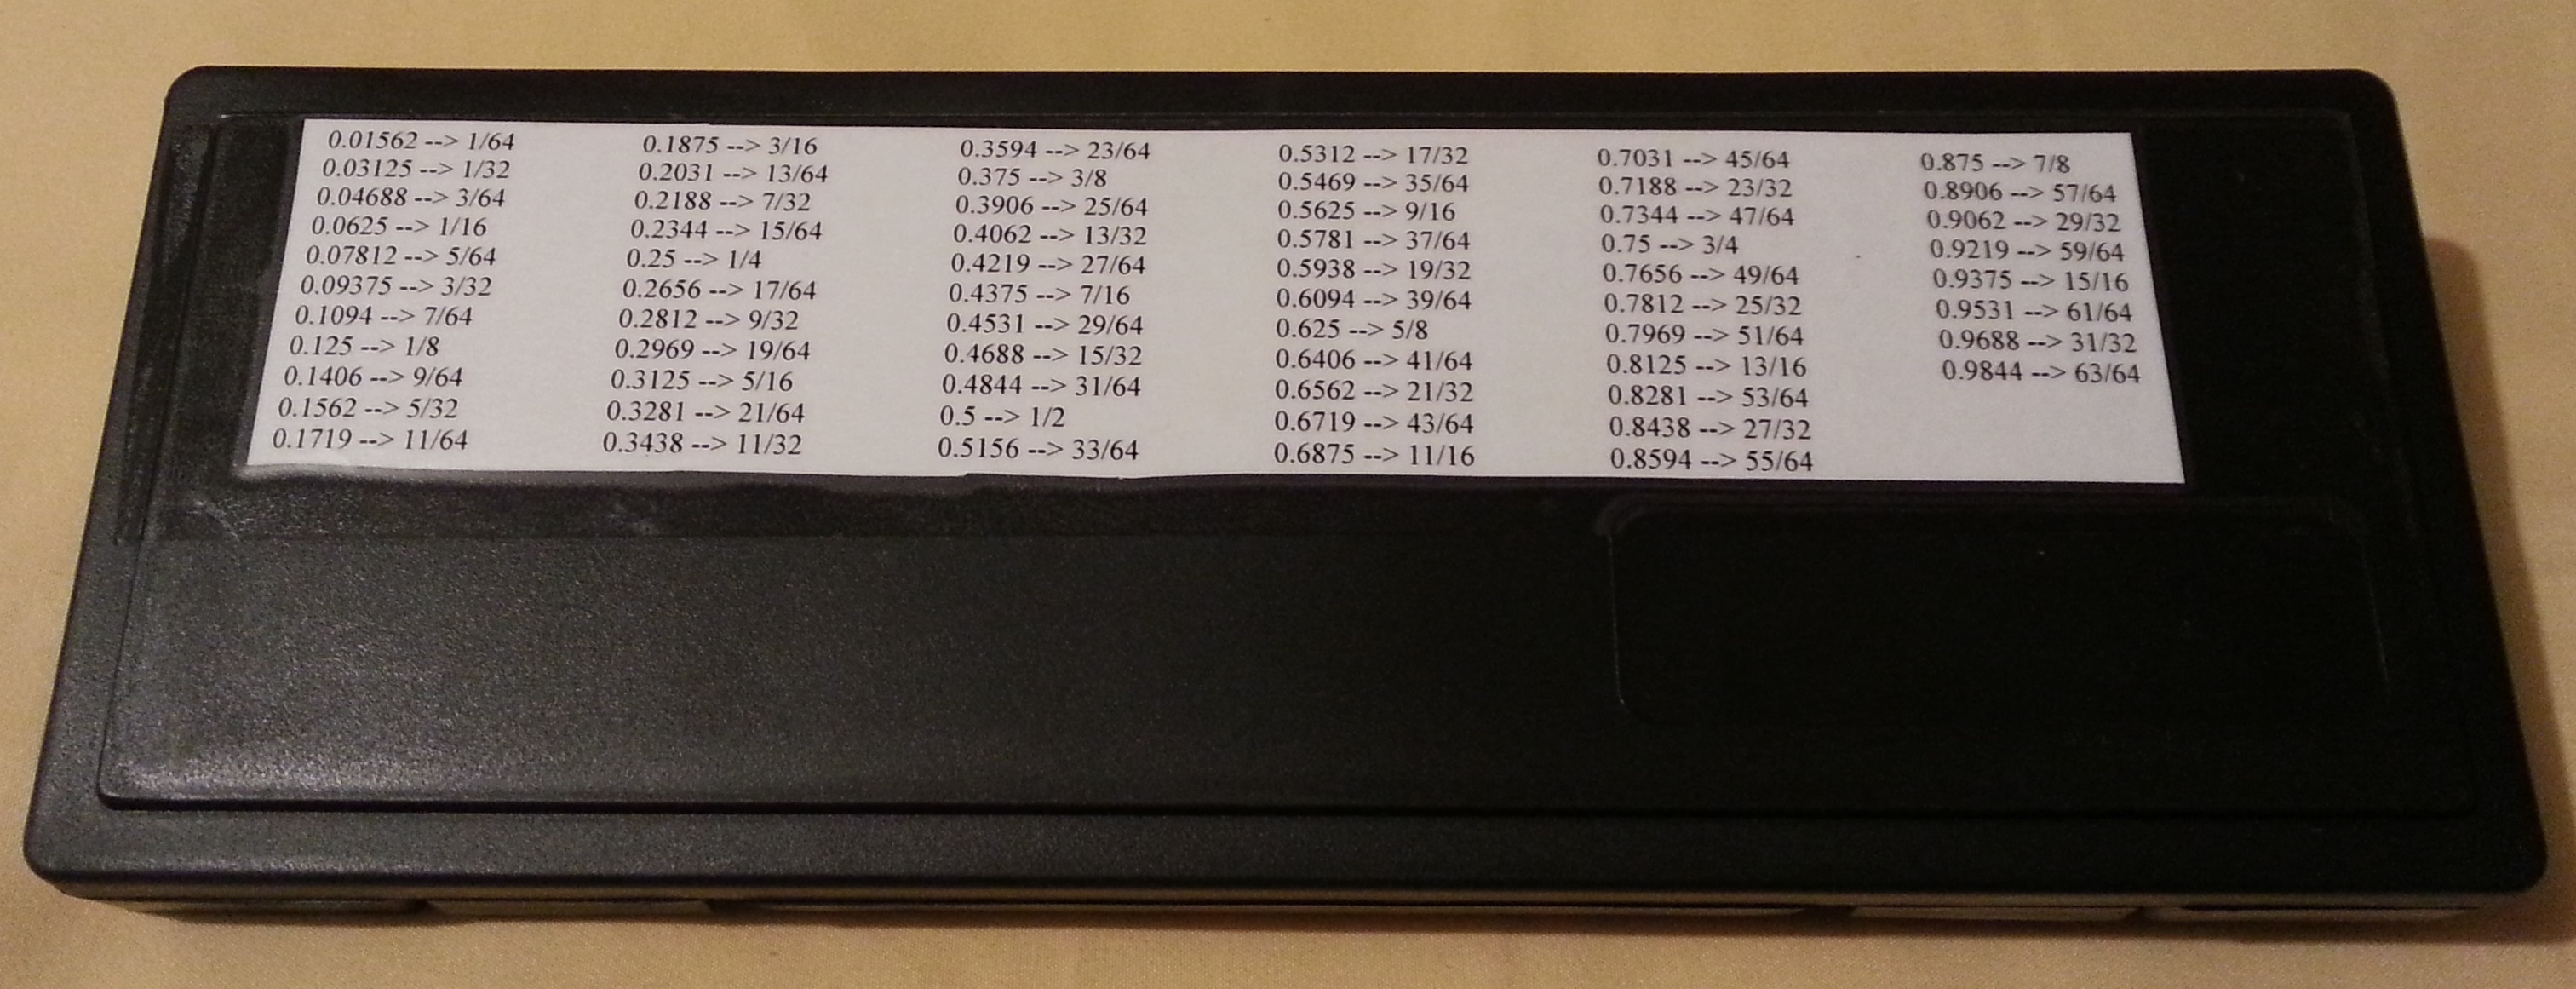 0.01562 --> 1/64
0.03125 --> 1/32
0.04688 --> 3/64
0.0625 --> 1/16
0.07812 --> 5/64
0.09375 --> 3/32
0.1094 --> 7/64
0.125 --> 1/8
0.1406 --> 9/64
0.1562 --> 5/32
0.1719 --> 11/64
0.1875 --> 3/16
0.2031 --> 13/64
0.2188 --> 7/32
0.2344 --> 15/64
0.25 --> 1/4
0.2656 --> 17/64
0.2812 --> 9/32
0.2969 --> 19/64
0.3125 --> 5/16
0.3281 --> 21/64
0.3438 --> 11/32
0.3594 --> 23/64
0.375 --> 3/8
0.3906 --> 25/64
0.4062 --> 13/32
0.4219 --> 27/64
0.4375 --> 7/16
0.4531 --> 29/64
0.4688 --> 15/32
0.4844 --> 31/64
0.5 --> 1/2
0.5156 --> 33/64
0.5312 --> 17/32
0.5469 --> 35/64
0.5625 --> 9/16
0.5781 --> 37/64
0.5938 --> 19/32
0.6094 --> 39/64
0.625 --> 5/8
0.6406 --> 41/64
0.6562 --> 21/32
0.6719 --> 43/64
0.6875 --> 11/16
0.7031 --> 45/64
0.7188 --> 23/32
0.7344 --> 47/64
0.75 --> 3/4
0.7656 --> 49/64
0.7812 --> 25/32
0.7969 --> 51/64
0.8125 --> 13/16
0.8281 --> 53/64
0.8438 --> 27/32
0.8594 --> 55/64
0.875 --> 7/8
0.8906 --> 57/64
0.9062 --> 29/32
0.9219 --> 59/64
0.9375 --> 15/16
0.9531 --> 61/64
0.9688 --> 31/32
0.9844 --> 63/64